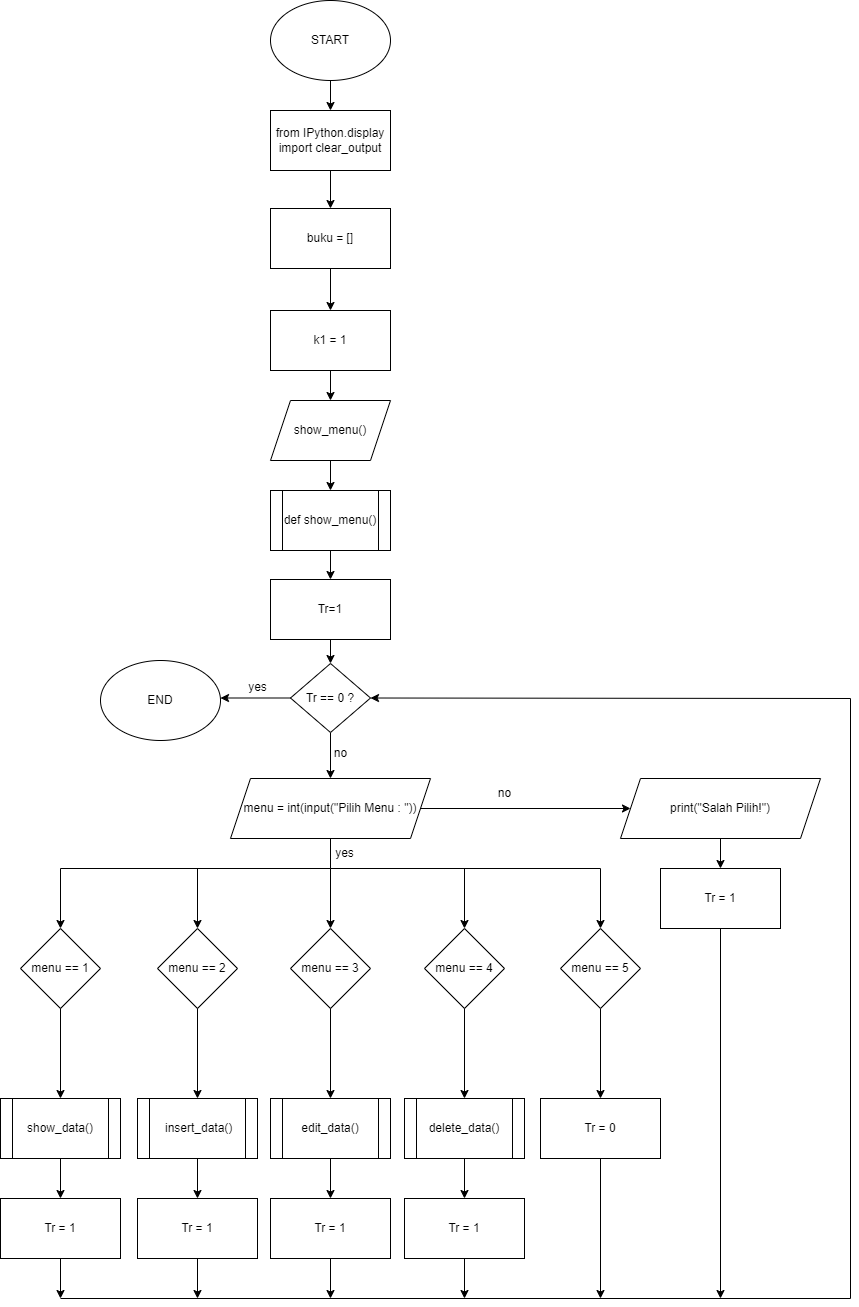 START
from IPython.display
import clear_output
buku = []
k1 = 1
show_menu()
def show_menu()
Tr=1
END
yes
Tr == 0 ?
no
menu = int(input("Pilih Menu : "))
no
print("Salah Pilih!")
yes
Tr = 1
menu == 1
menu == 2
menu == 3
menu == 4
menu == 5
show_data()
insert_data()
edit_data()
delete_data()
Tr = 0
Tr = 1
Tr = 1
Tr = 1
Tr = 1